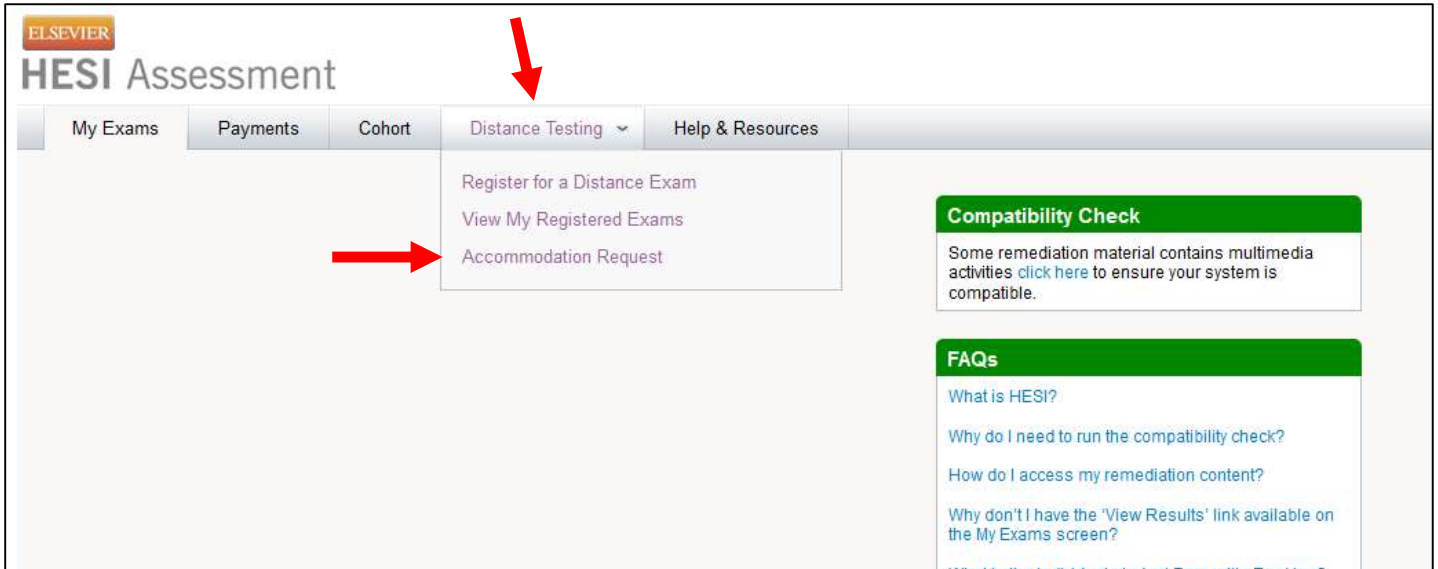 ELSEVIER
HESI Assessment
My Exams Payments Cohort Distance Testing Help & Resources
Register for a Distance Exam
View My Registered Exams
Accommodation Request
Compatibility Check
Some remediation material contains multimedia
activities click here to ensure your system is
compatible.
FAQs
What is HESI?
Why do I need to run the compatibility check?
How do I access my remediation content?
Why don't I have the 'View Results' link available on
the My Exams screen?